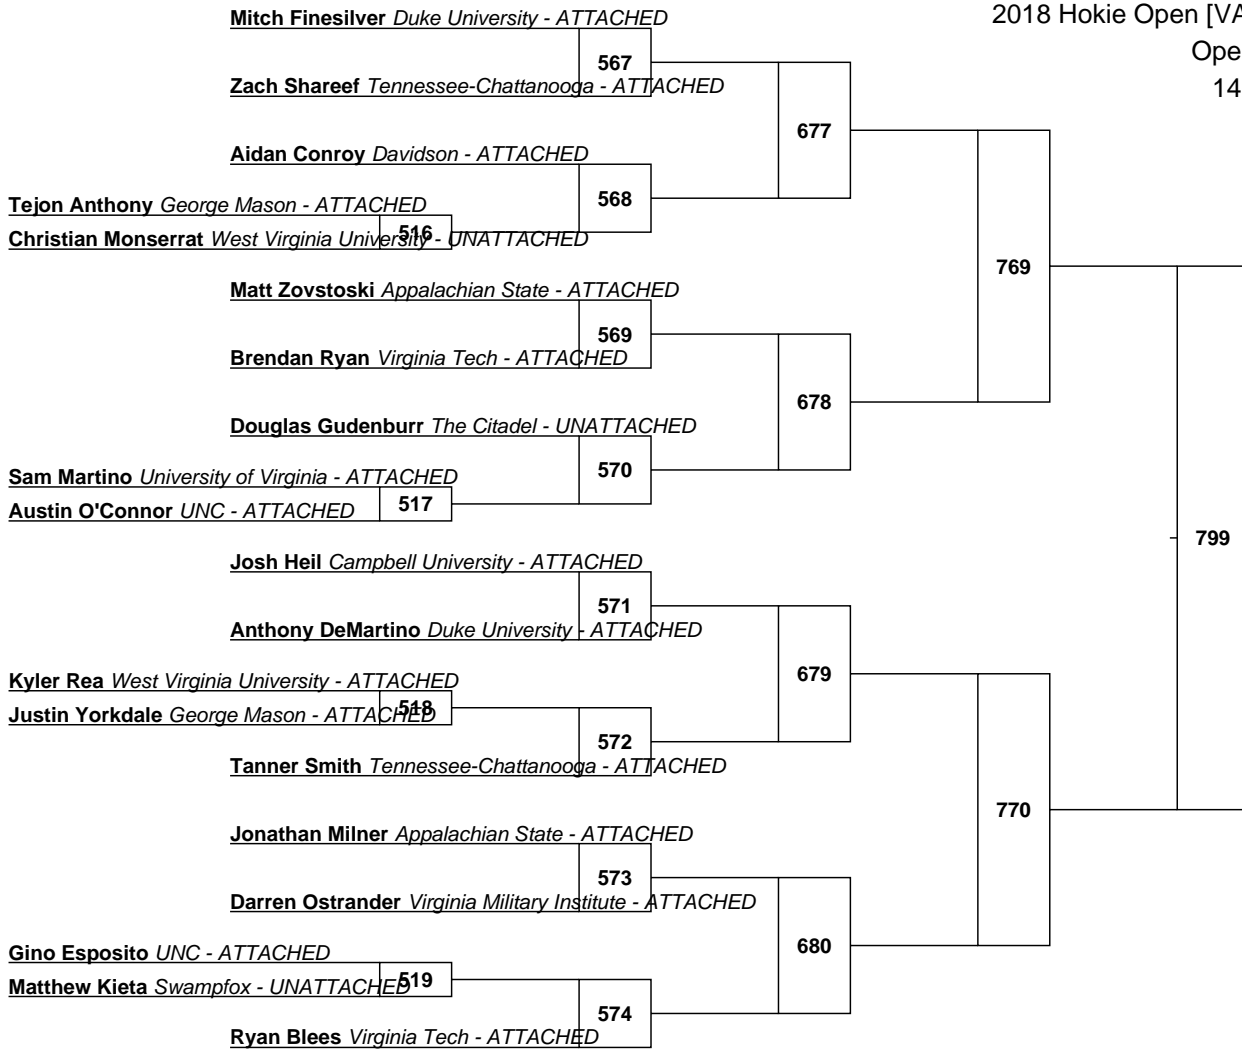 Mitch Finesilver Duke University - ATTACHED
2018 Hokie Open [VA
567
Ope
Zach Shareef Tennessee-Chattanooga - ATTACHED
14
677
Aidan Conroy Davidson - ATTACHED
568
Tejon Anthony George Mason - ATTACHED
516
Christian Monserrat West Virginia University - UNATTACHED
769
Matt Zovstoski Appalachian State - ATTACHED
569
Brendan Ryan Virginia Tech - ATTACHED
678
Douglas Gudenburr The Citadel - UNATTACHED
570
Sam Martino University of Virginia - ATTACHED
517
Austin O'Connor UNC - ATTACHED
799
Josh Heil Campbell University - ATTACHED
571
Anthony DeMartino Duke University - ATTACHED
679
Kyler Rea West Virginia University - ATTACHED
518
Justin Yorkdale George Mason - ATTACHED
572
Tanner Smith Tennessee-Chattanooga - ATTACHED
770
Jonathan Milner Appalachian State - ATTACHED
573
Darren Ostrander Virginia Military Institute - ATTACHED
680
Gino Esposito UNC - ATTACHED
519
Matthew Kieta Swampfox - UNATTACHED
574
Ryan Blees Virginia Tech - ATTACHED